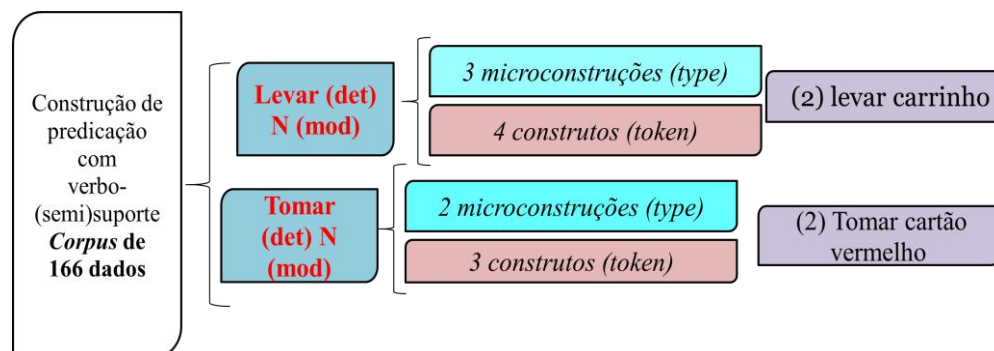 Construção de
predicação
com
verbo-
(semi)suporte
Corpus de
166 dados
Levar (det)
N (mod)
3 microconstruções (type)
4 construtos (token)
(2) levar carrinho
Tomar
(det) N
(mod)
2 microconstruções (type)
3 construtos (token)
(2) Tomar cartão
vermelho